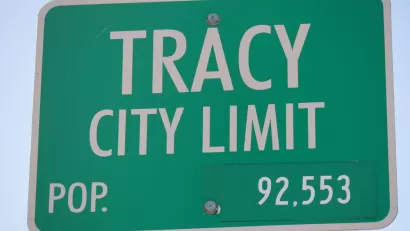 TRACY
CITY LIMIT
POP. 92,553